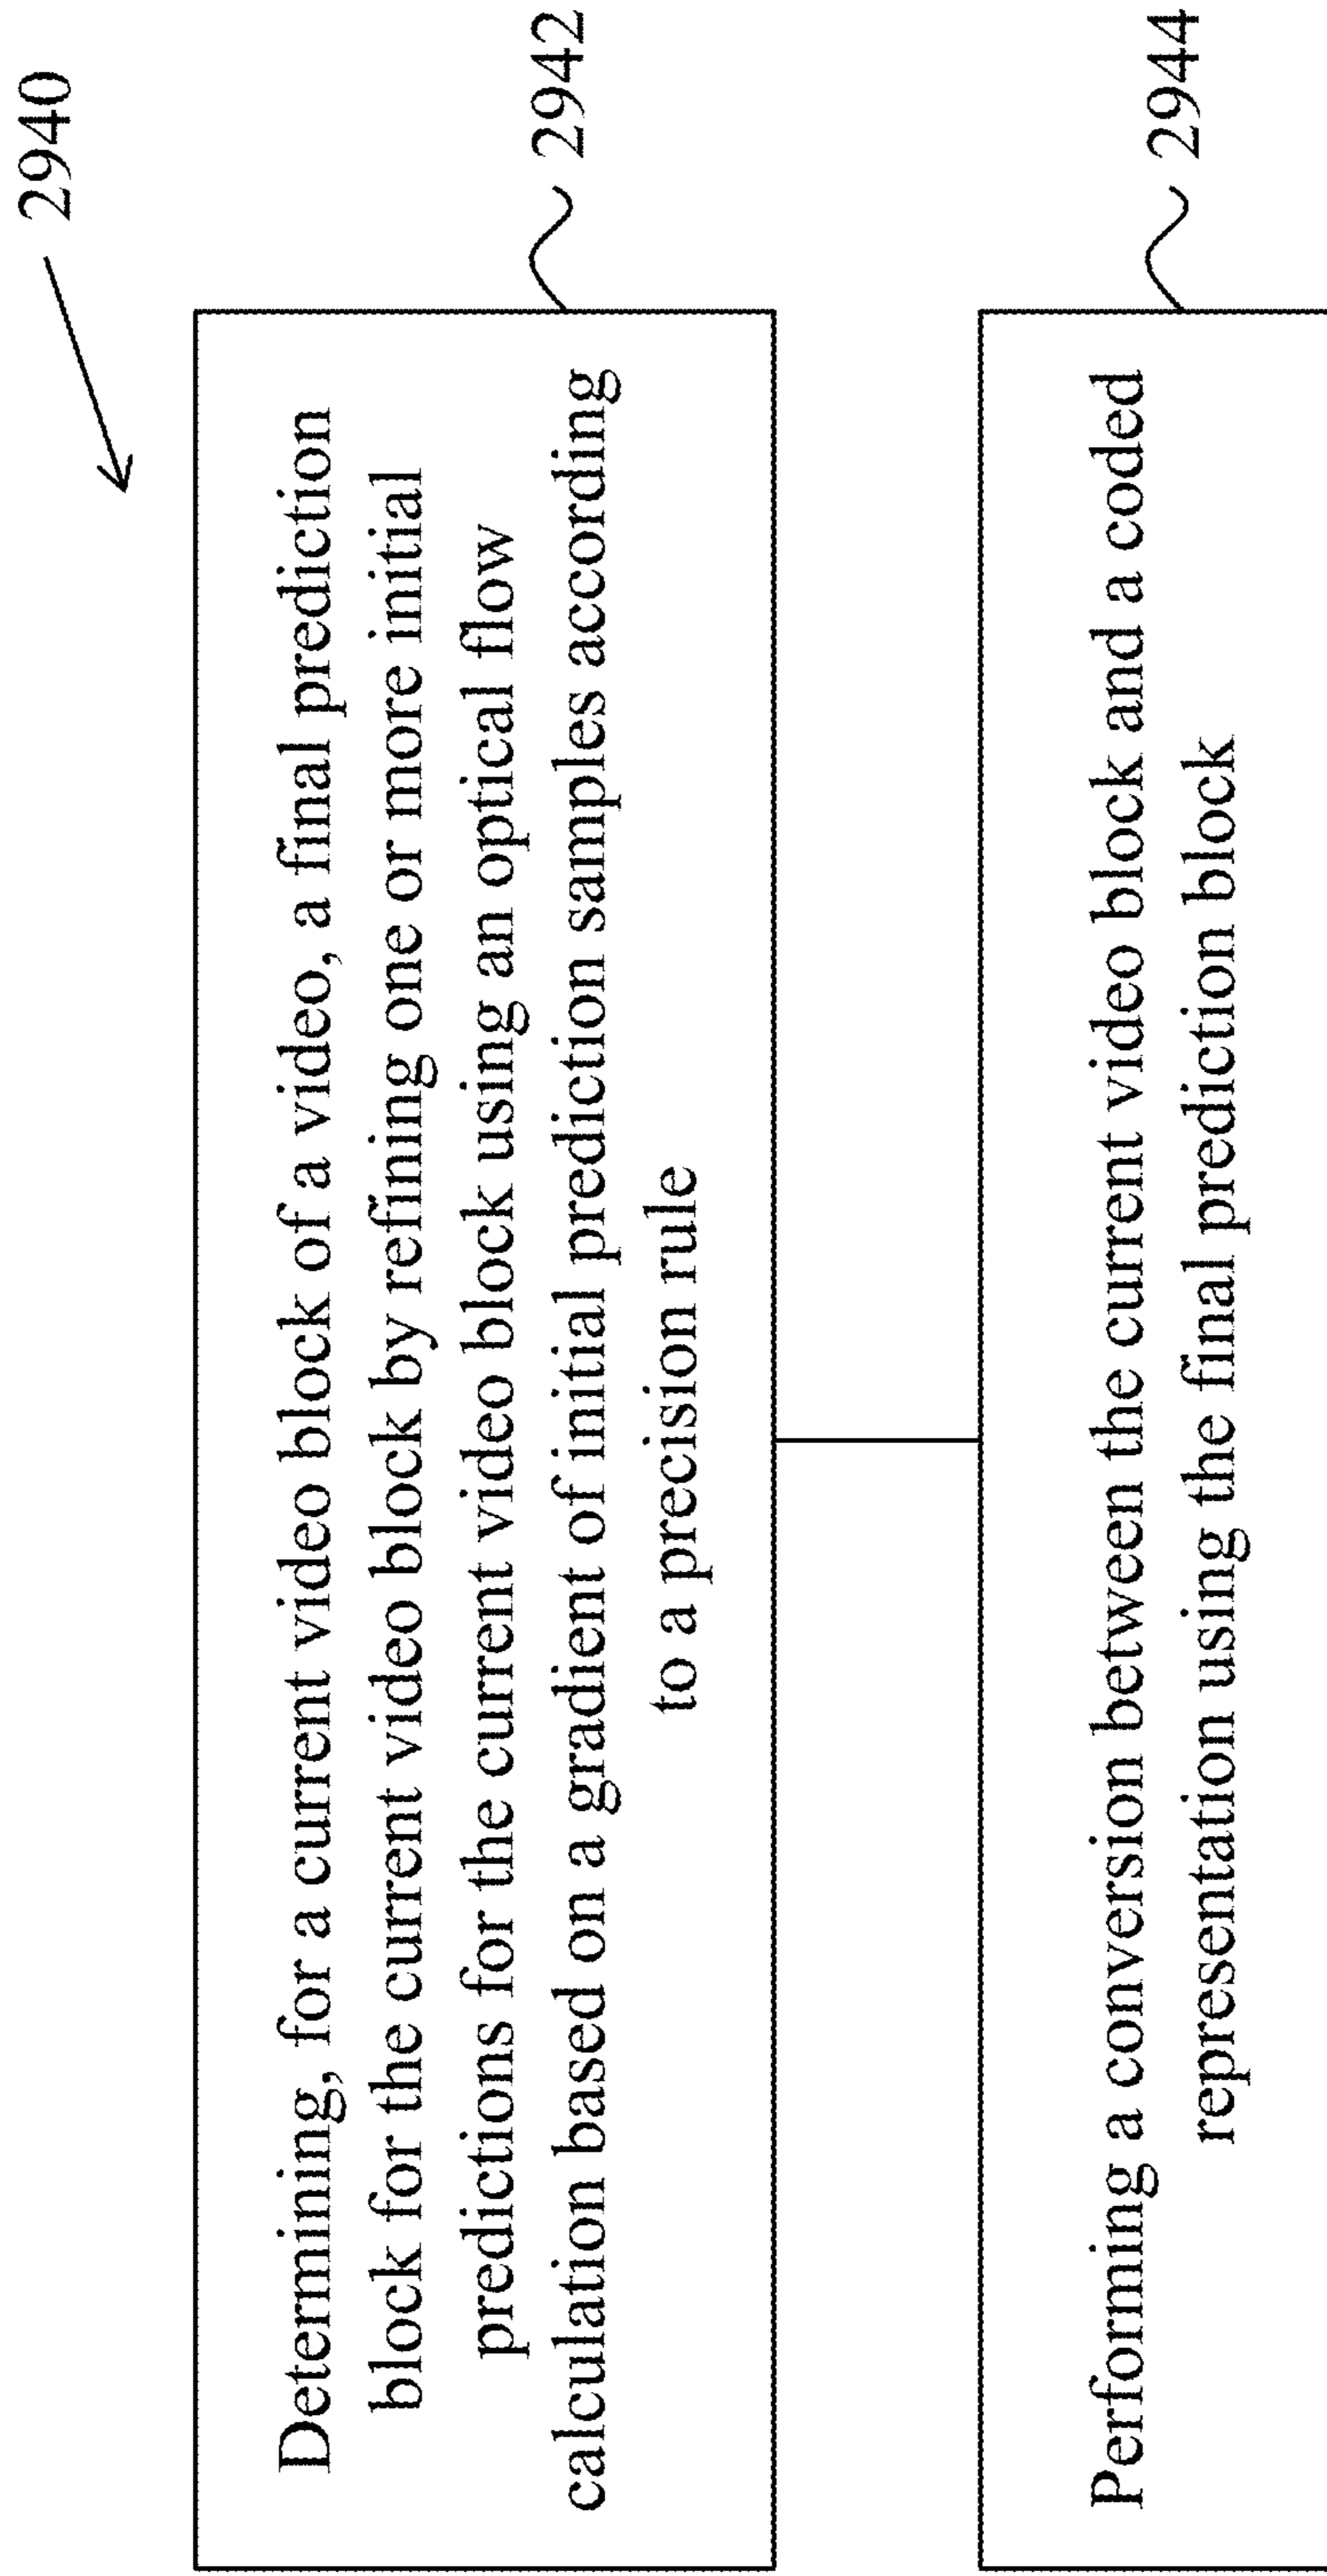 2940
Determining, for a current video block of a video, a final prediction
block for the current video block by refining one or more initial
predictions for the current video block using an optical flow
calculation based on a gradient of initial prediction samples according
to a precision rule
2942
Performing a conversion between the current video block and a coded
representation using the final prediction block
2944